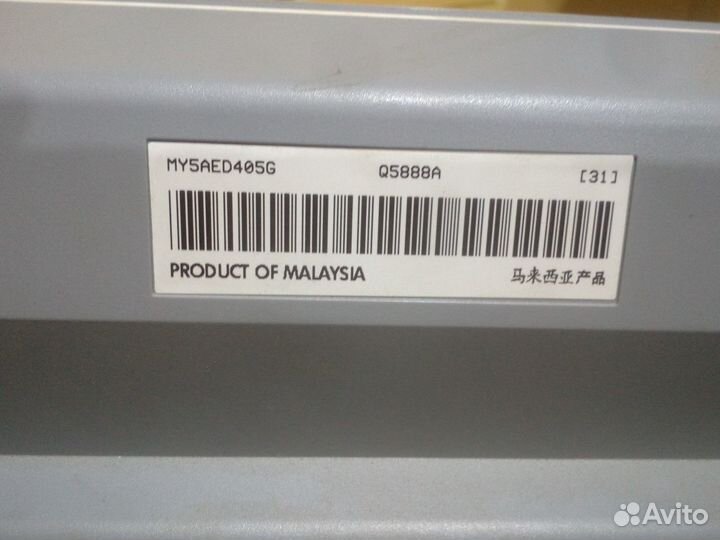 MY5AED405G Q5888A [31]
PRODUCT OF MALAYSIA 马来西亚产品
Avito